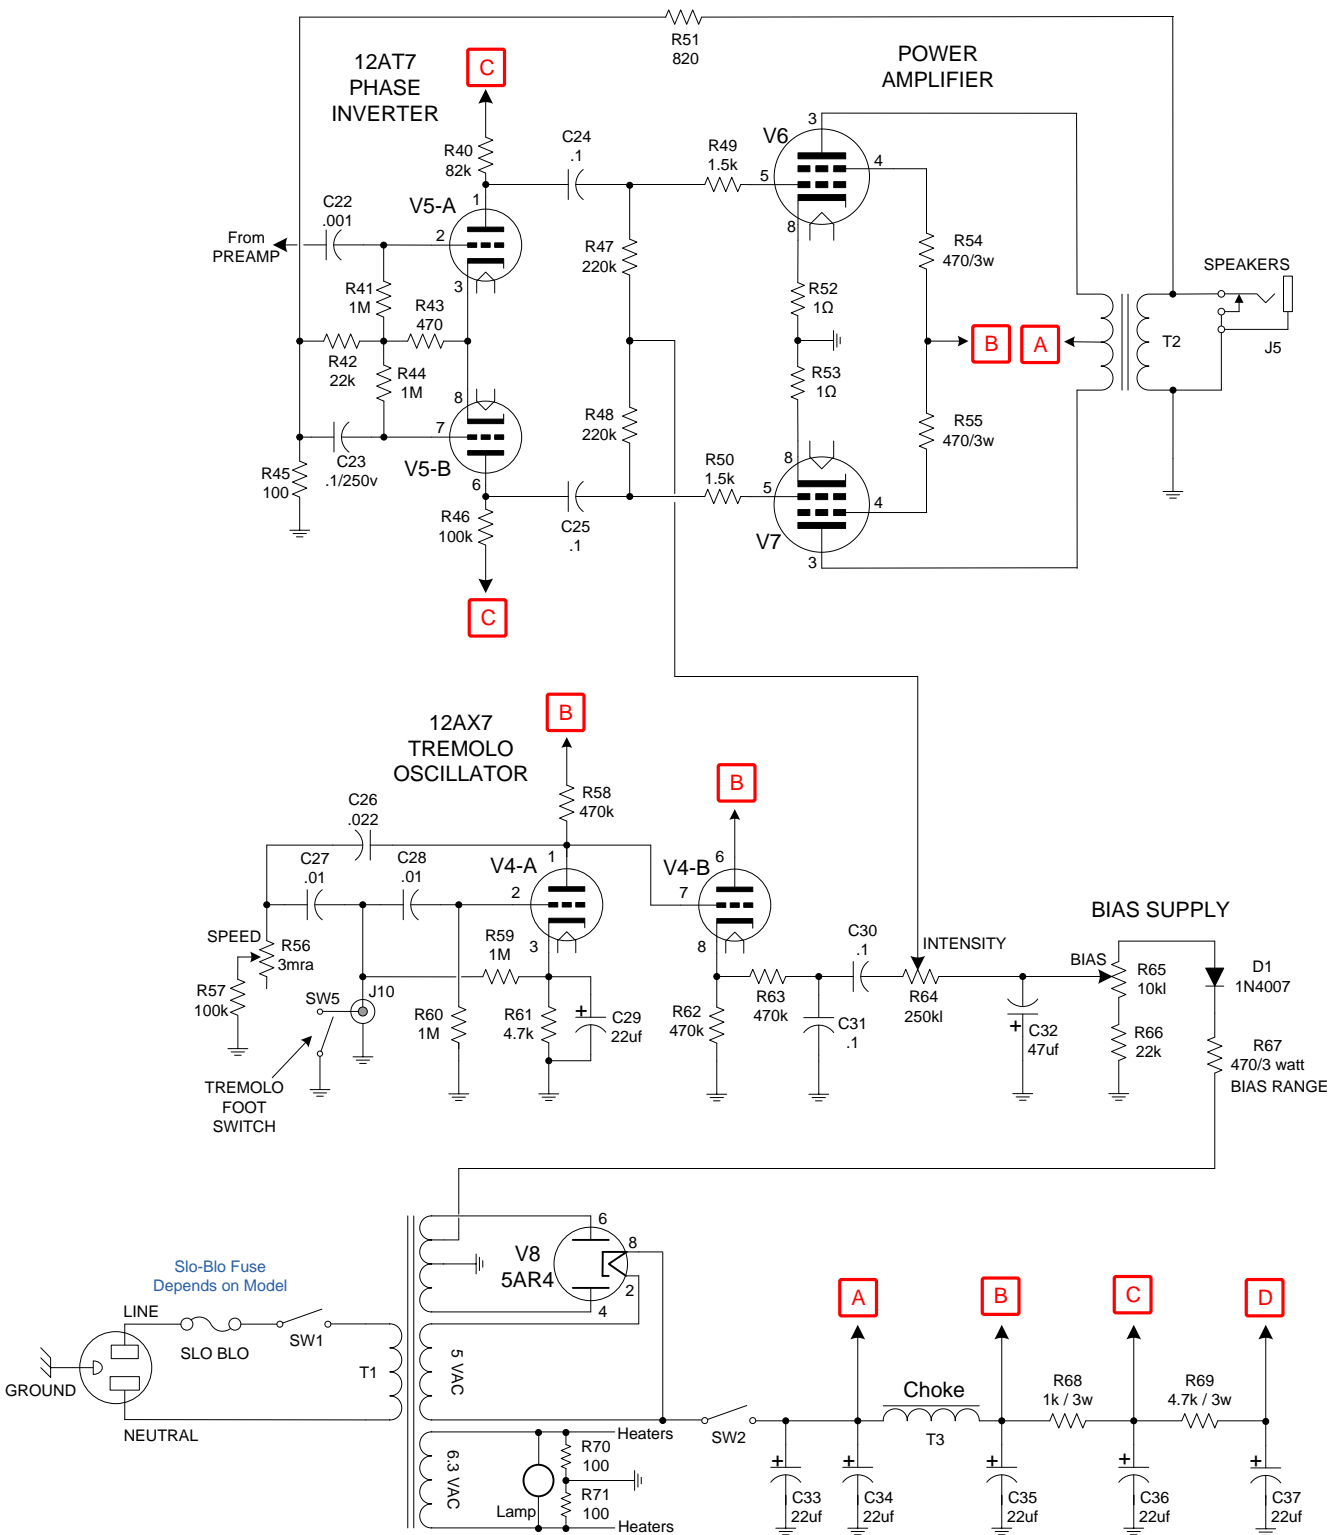 R51
820
12AT7
PHASE
INVERTER
C
POWER
AMPLIFIER
R40
82k
C24
.1
R49
1.5k
3
V6
4
5
1
C22
.001
V5-A
2
8
From
PREAMP
R47
220k
R54
470/3w
SPEAKERS
R41
1M
3
R43
470
R52
1Ω
B
A
T2
J5
R42
22k
R44
1M
R53
1Ω
8
R48
220k
R55
470/3w
7
C23
.1/250v
V5-B
R45
100
R50
1.5k
8
5
4
6
R46
100k
C25
.1
V7
3
C
12AX7
TREMOLO
OSCILLATOR
B
B
R58
470k
C26
.022
C27
.01
C28
.01
1
V4-A
2
V4-B
6
7
BIAS SUPPLY
SPEED
R56
3mra
R59
1M
3
8
C30
.1
INTENSITY
BIAS
R65
10kl
D1
1N4007
R57
100k
SW5
J10
R60
1M
R61
4.7k
C29
22uf
R62
470k
R63
470k
R64
250kl
C31
.1
C32
47uf
R66
22k
R67
470/3 watt
BIAS RANGE
TREMOLO
FOOT
SWITCH
6
V8
5AR4
8
2
4
Slo-Blo Fuse
Depends on Model
LINE
SLO BLO
SW1
GROUND
NEUTRAL
T1
5 VAC
A
B
C
D
Choke
T3
R68
1k / 3w
R69
4.7k / 3w
SW2
Heaters
6.3 VAC
R70
100
R71
100
Lamp
Heaters
C33
22uf
C34
22uf
C35
22uf
C36
22uf
C37
22uf